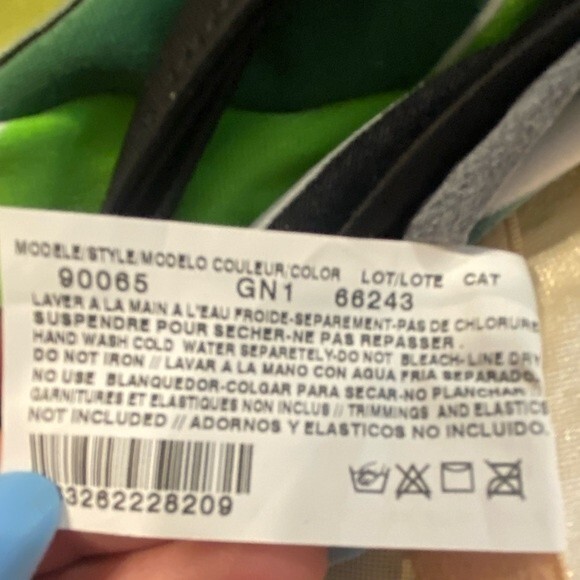 MODELE/STYLE/MODELO COULEUR/COLOR LOT/LOTE CAT
90065 GN1 66243
LAVER A LA MAIN A L'EAU FROIDE-SEPAREMENT-PAS DE CHLORURE
SUSPENDRE POUR SECHER-NE PAS REPASSER.
HAND WASH COLD WATER SEPARETELY-DO NOT BLEACH-LINE DRY
DO NOT IRON // LAVAR A LA MANO CON AGUA FRIA SEPARADO
NO USE BLANQUEDOR-COLGAR PARA SECAR-NO PLANCHAR
GARNITURES ET ELASTIQUES NON INCLUS // TRIMMINGS AND ELASTICS
NOT INCLUDED // ADORNOS Y ELASTICOS NO INCLUIDO.
3262228209